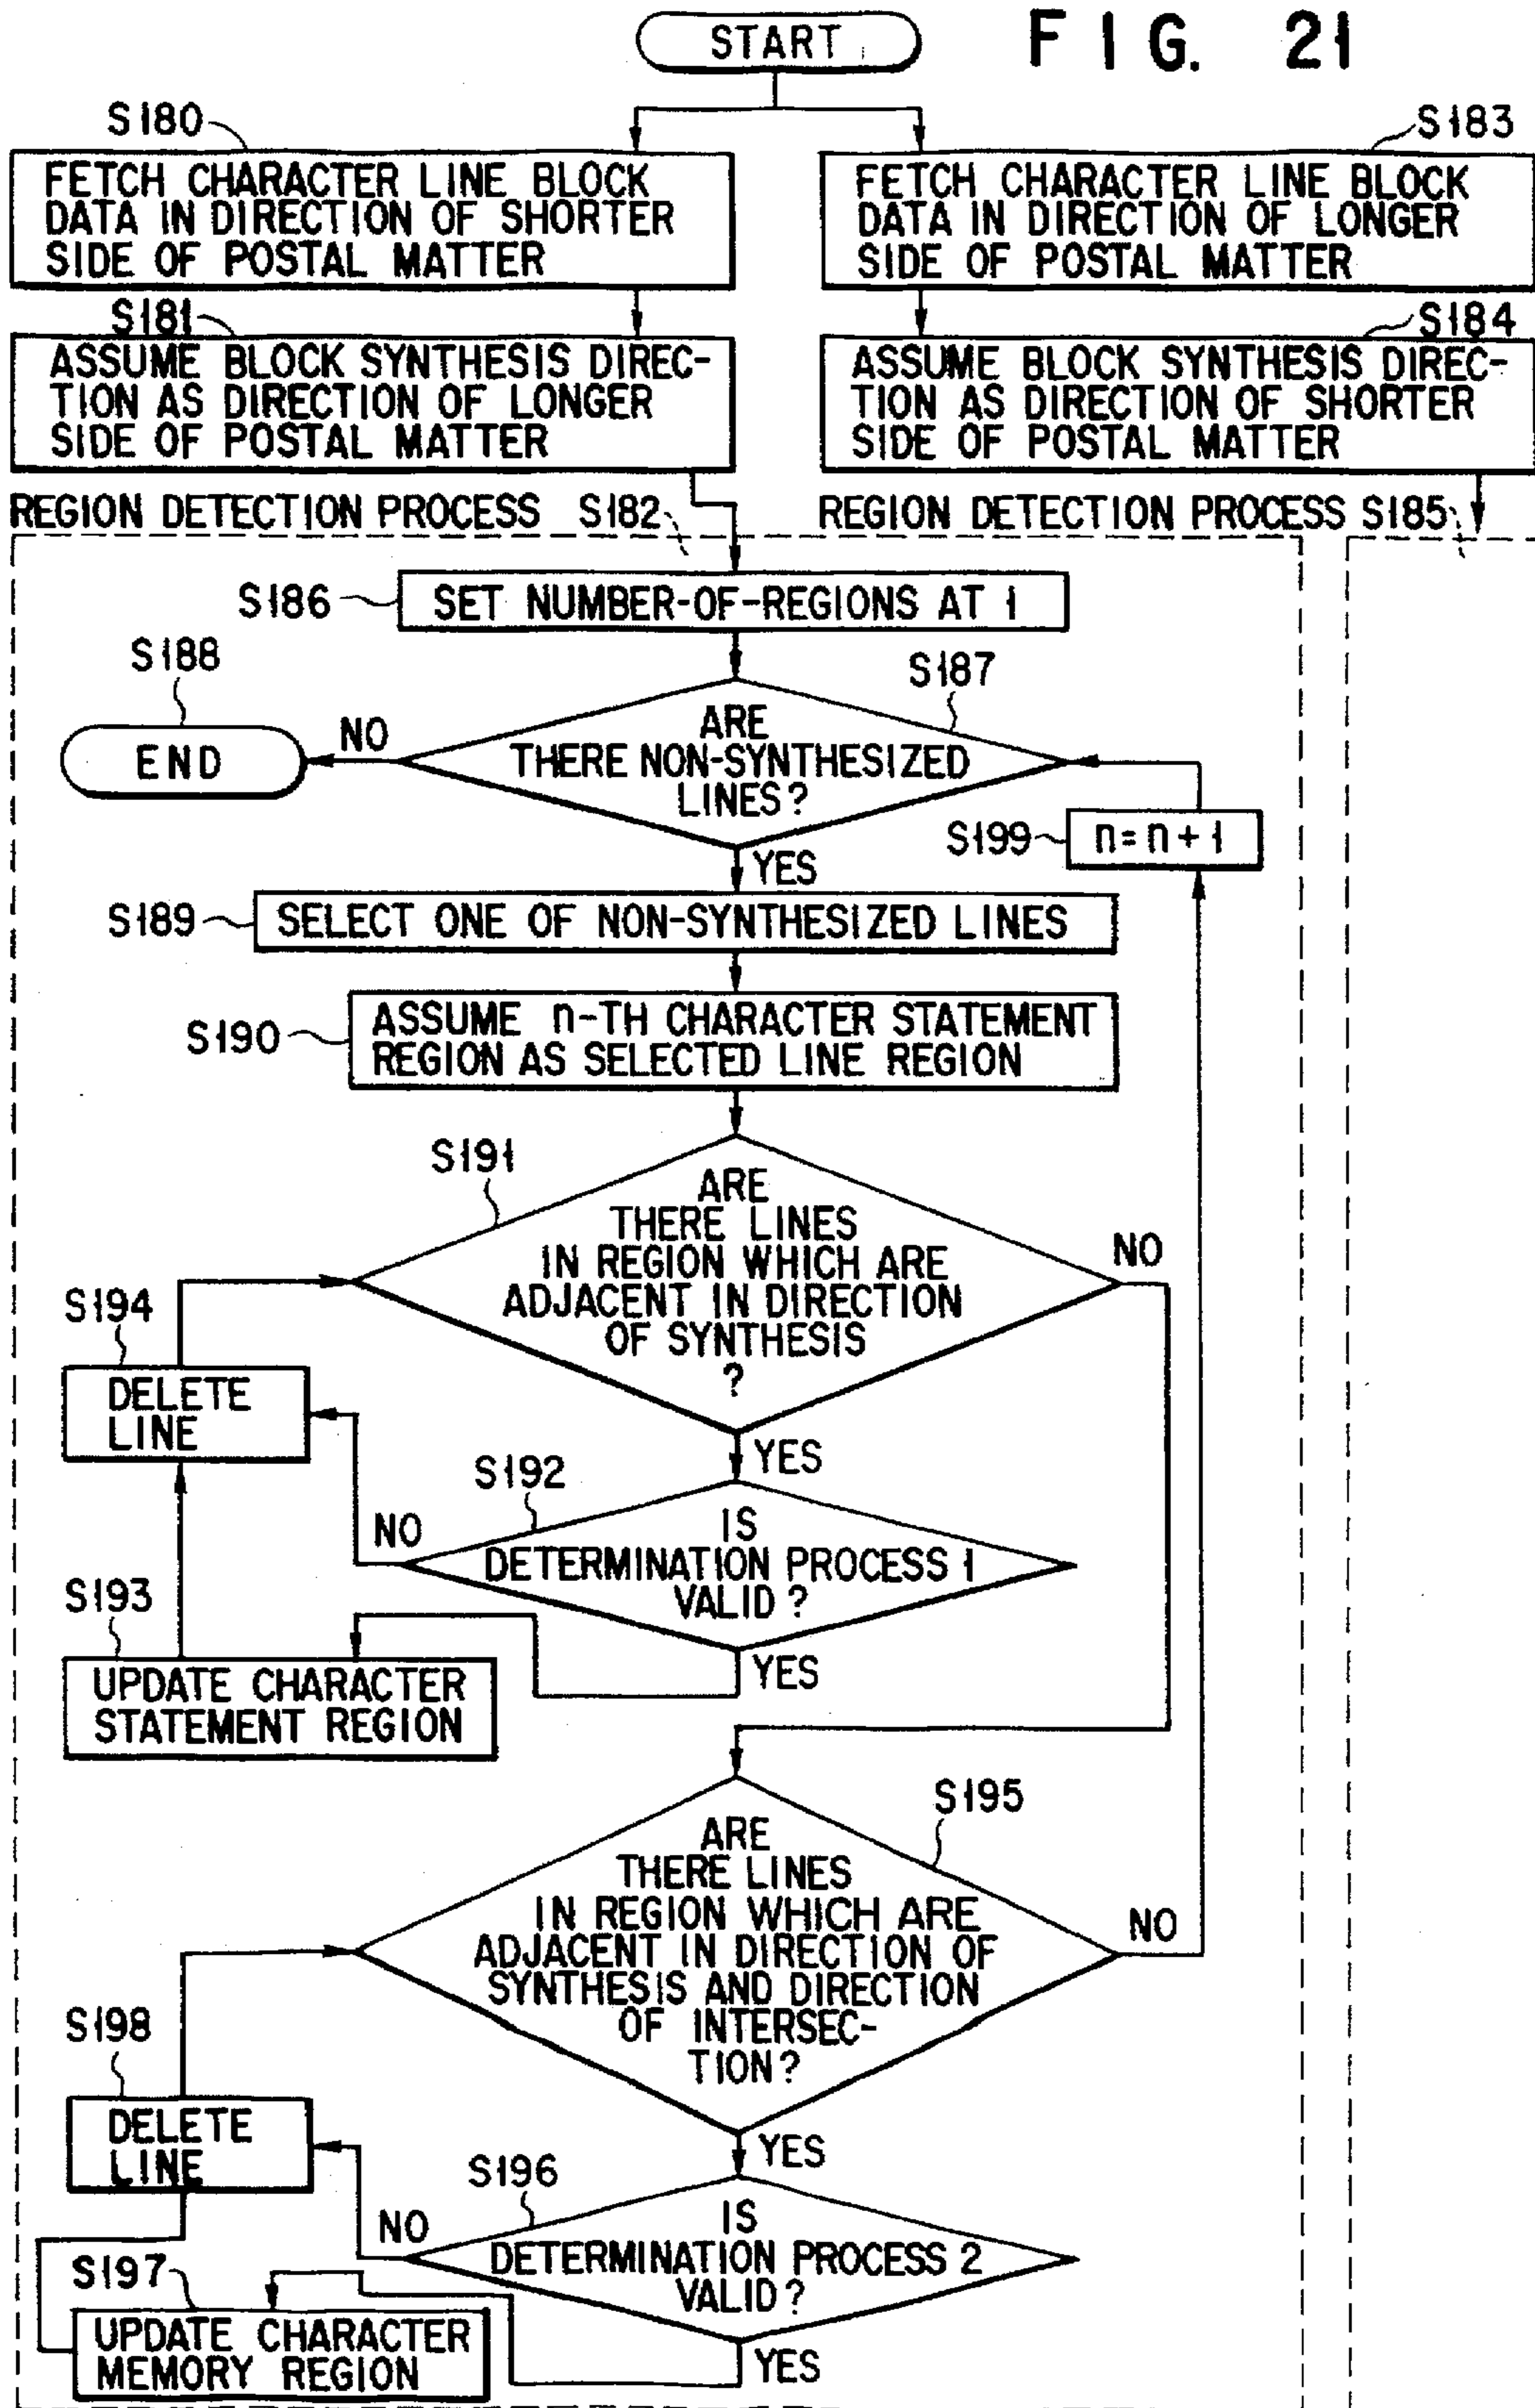 START
FIG. 21
S180
FETCH CHARACTER LINE BLOCK
DATA IN DIRECTION OF SHORTER
SIDE OF POSTAL MATTER
S183
FETCH CHARACTER LINE BLOCK
DATA IN DIRECTION OF LONGER
SIDE OF POSTAL MATTER
S181
ASSUME BLOCK SYNTHESIS DIREC-
TION AS DIRECTION OF LONGER
SIDE OF POSTAL MATTER
S184
ASSUME BLOCK SYNTHESIS DIREC-
TION AS DIRECTION OF SHORTER
SIDE OF POSTAL MATTER
REGION DETECTION PROCESS S182
REGION DETECTION PROCESS S185
S186
SET NUMBER-OF-REGIONS AT 1
S188
END
NO
S187
ARE
THERE NON-SYNTHESIZED
LINES?
YES
S199
n=n+1
S189
SELECT ONE OF NON-SYNTHESIZED LINES
S190
ASSUME n-TH CHARACTER STATEMENT
REGION AS SELECTED LINE REGION
S191
ARE
THERE LINES
IN REGION WHICH ARE
ADJACENT IN DIRECTION
OF SYNTHESIS
?
NO
YES
S194
DELETE
LINE
S192
NO
IS
DETERMINATION PROCESS 1
VALID?
YES
S193
UPDATE CHARACTER
STATEMENT REGION
S195
ARE
THERE LINES
IN REGION WHICH ARE
ADJACENT IN DIRECTION OF
SYNTHESIS AND DIRECTION
OF INTERSEC-
TION?
NO
YES
S198
DELETE
LINE
S196
NO
IS
DETERMINATION PROCESS 2
VALID?
YES
S197
UPDATE CHARACTER
MEMORY REGION